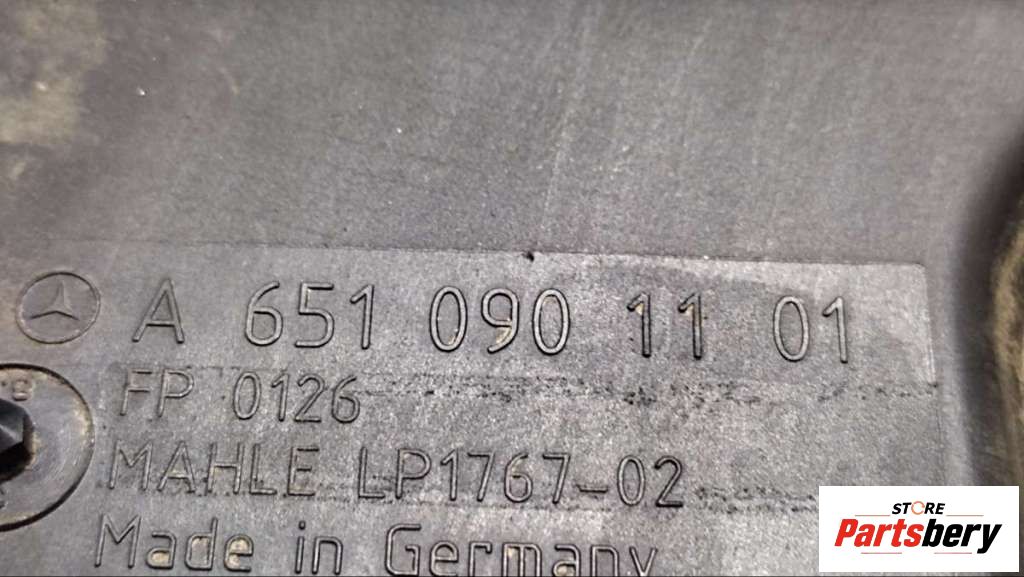 A 651 090 11 01
FP 0126
MAHLE LP1767-02
Made in Germany
STORE
Partsbery